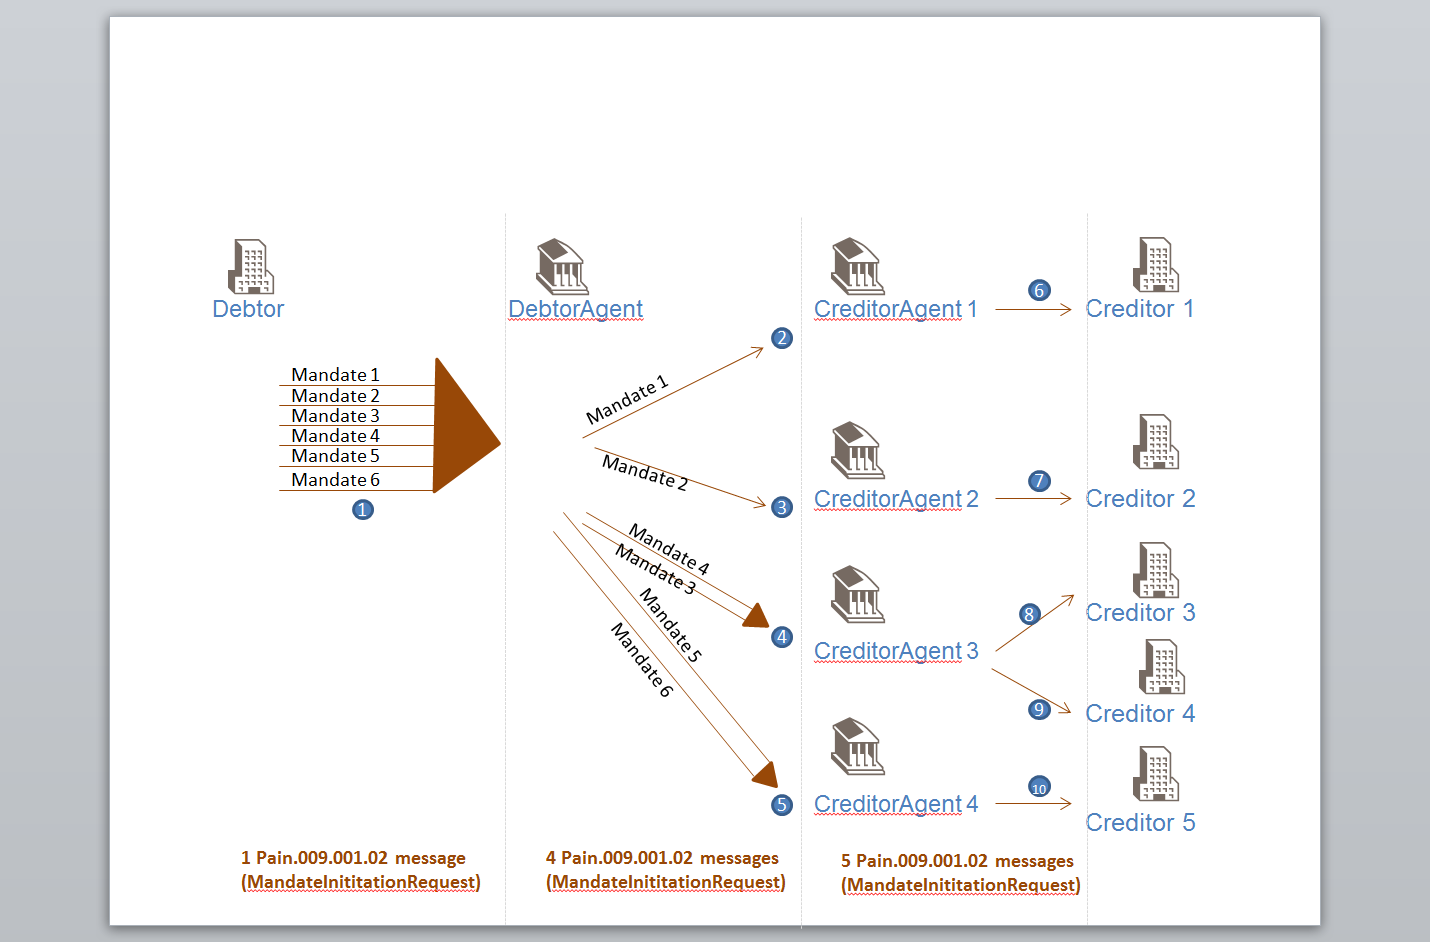 Debtor
DebtorAgent
CreditorAgent 1
6
Creditor 1
2
Mandate 1
Mandate 2
Mandate 3
Mandate 4
Mandate 5
Mandate 6
1
Mandate 1
Mandate 2
3
CreditorAgent 2
7
Creditor 2
Mandate 4
Mandate 3
4
Mandate 5
Mandate 6
5
CreditorAgent 3
8
Creditor 3
9
Creditor 4
CreditorAgent 4
10
Creditor 5
1 Pain.009.001.02 message
(MandateInititationRequest)
4 Pain.009.001.02 messages
(MandateInititationRequest)
5 Pain.009.001.02 messages
(MandateInititationRequest)